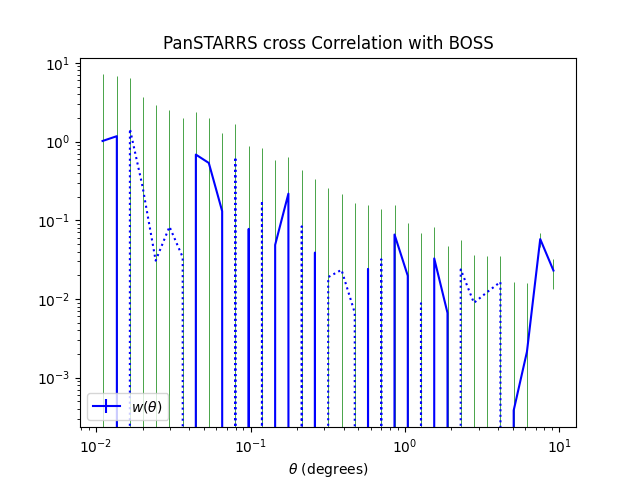 PanSTARRS cross Correlation with BOSS
10¹
10⁰
10⁻¹
10⁻²
10⁻³
w(θ)
10⁻² 10⁻¹ 10⁰ 10¹
θ (degrees)